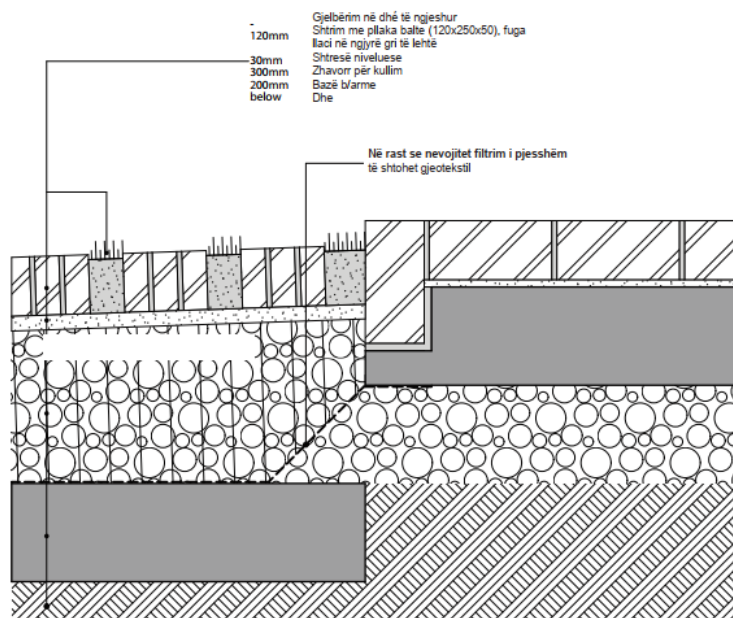 - Gjelbërim në dhé të ngjeshur
120mm Shtrim me pllaka balte (120x250x50), fuga
llaci në ngjyrë gri të lehtë
30mm Shtresë niveluese
300mm Zhavorr për kullim
200mm Bazë b/arme
below Dhe
Në rast se nevojitet filtrim i pjesshëm
të shtohet gjeotekstil